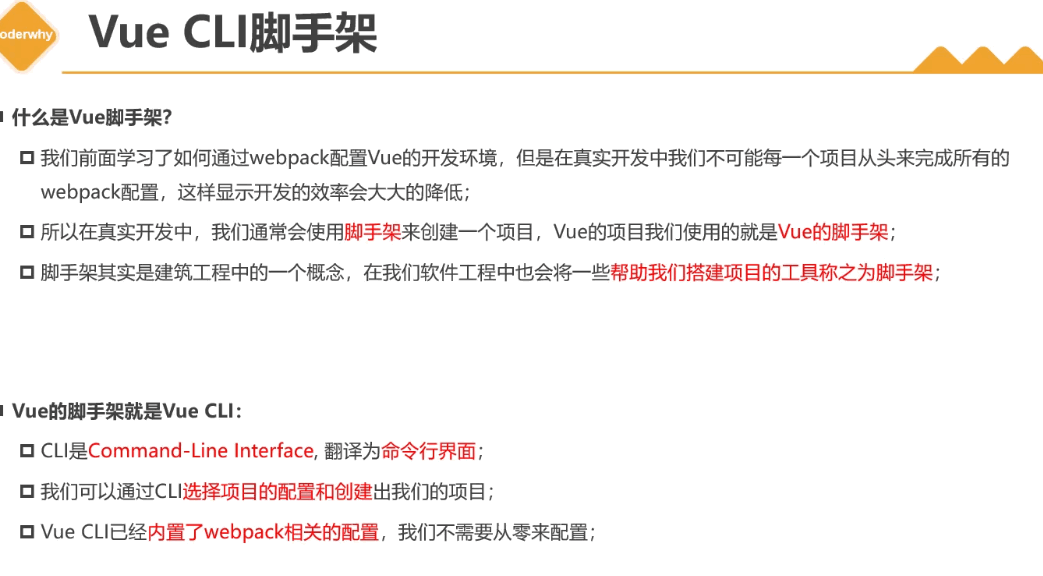 oderwhy
Vue CLI脚手架
什么是Vue脚手架？
我们前面学习了如何通过webpack配置Vue的开发环境，但是在真实开发中我们不可能每一个项目从头来完成所有的
webpack配置，这样显示开发的效率会大大的降低；
所以在真实开发中，我们通常会使用脚手架来创建一个项目，Vue的项目我们使用的就是Vue的脚手架；
脚手架其实是建筑工程中的一个概念，在我们软件工程中也会将一些帮助我们搭建项目的工具称之为脚手架；
Vue的脚手架就是Vue CLI：
CLI是Command-Line Interface, 翻译为命令行界面；
我们可以通过CLI选择项目的配置和创建出我们的项目；
Vue CLI已经内置了webpack相关的配置，我们不需要从零来配置；